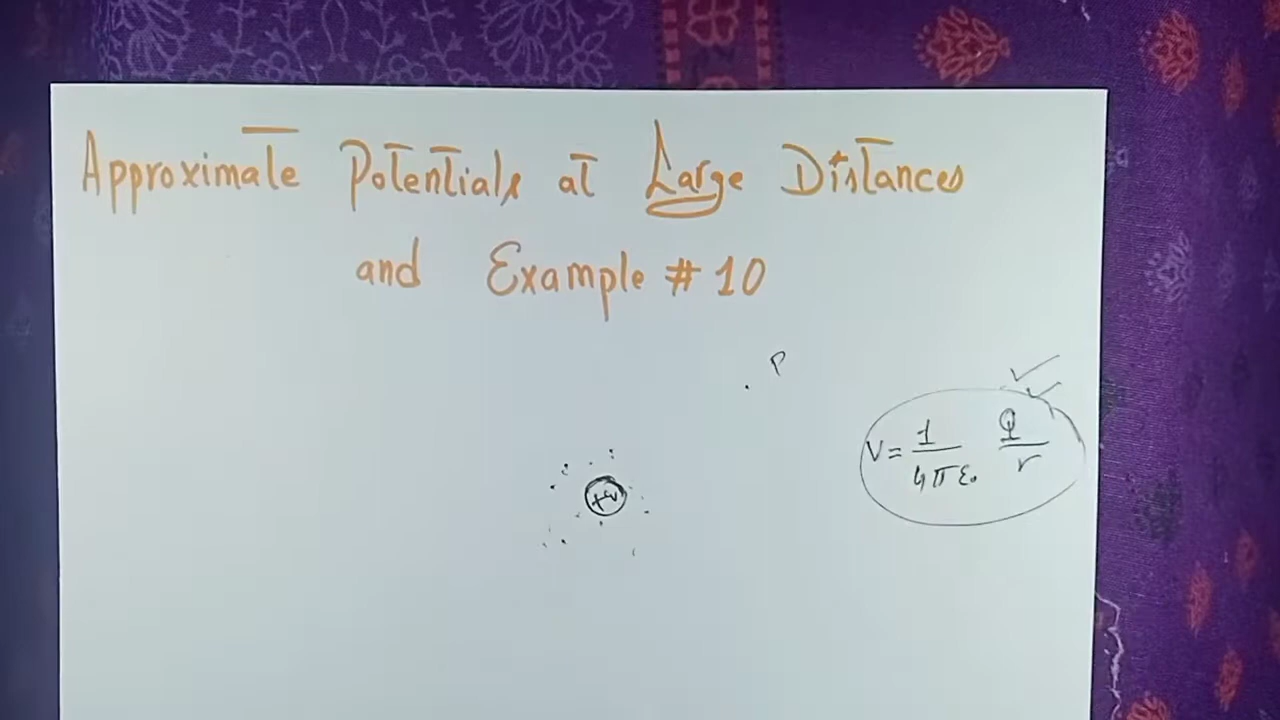 Approximate Potentials at Large Distances
and Example # 10
P
V = 1/4πε₀ Q/r